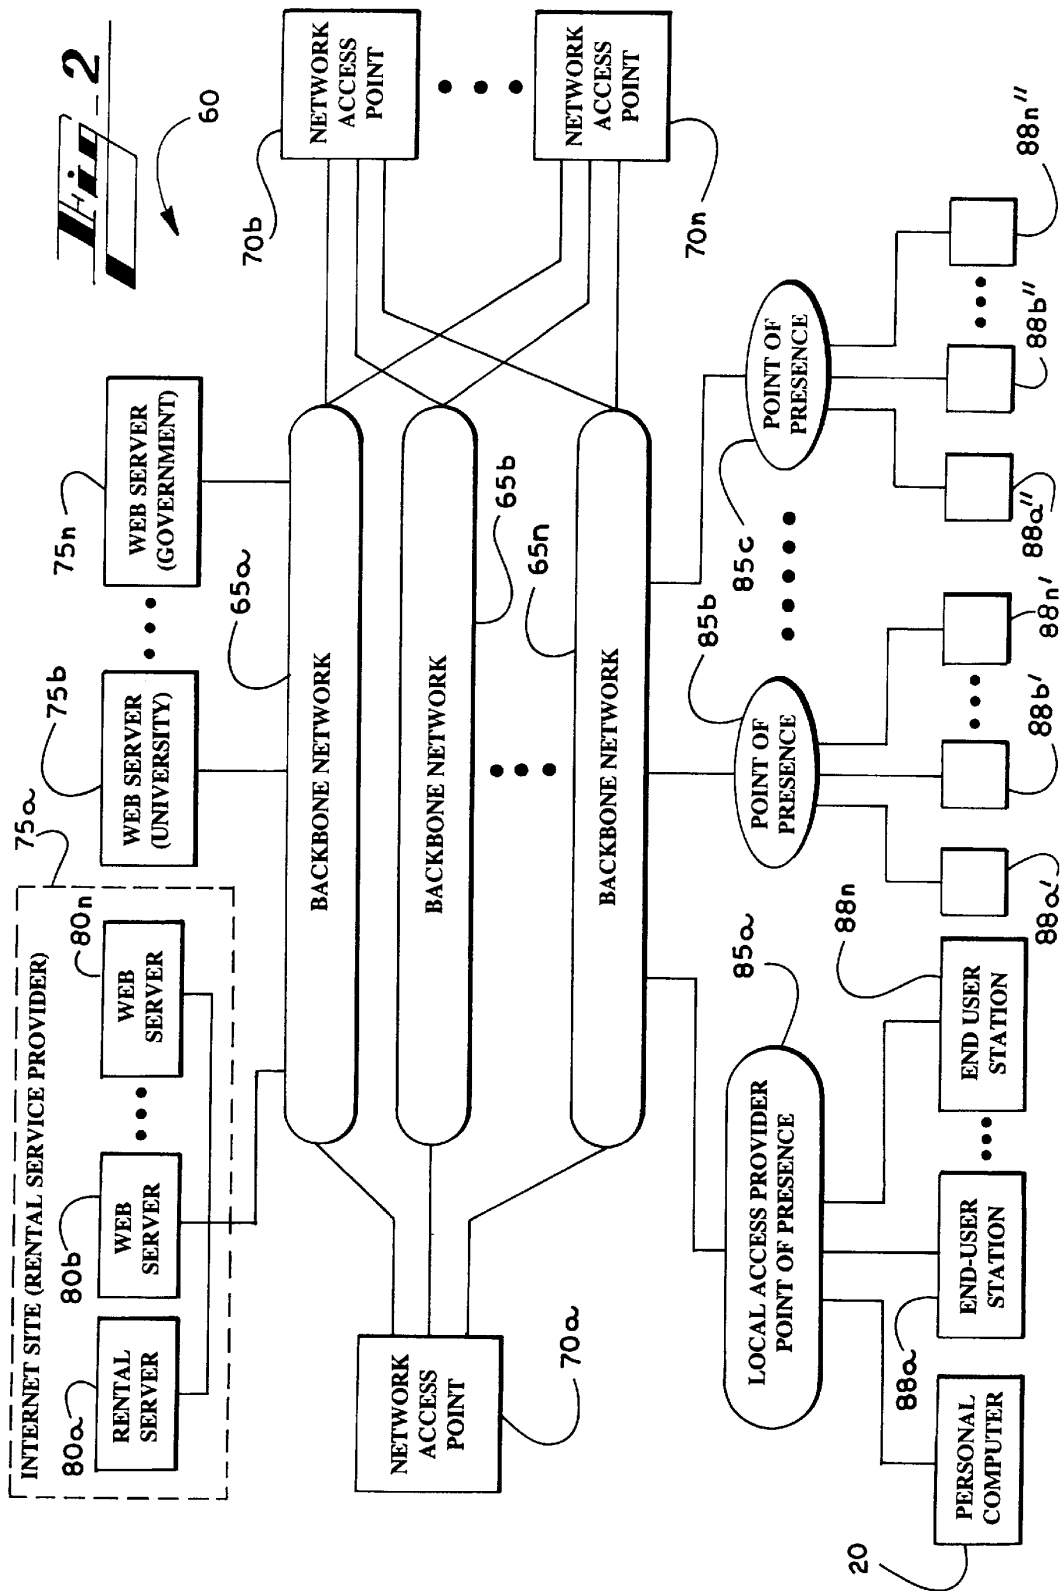 Fig_2
60
INTERNET SITE (RENTAL SERVICE PROVIDER)
75a
80a
RENTAL
SERVER
80b
WEB
SERVER
80n
WEB
SERVER
75b
WEB SERVER
(UNIVERSITY)
75n
WEB SERVER
(GOVERNMENT)
65a
BACKBONE NETWORK
BACKBONE NETWORK
65b
65n
BACKBONE NETWORK
NETWORK
ACCESS
POINT
70a
70b
NETWORK
ACCESS
POINT
NETWORK
ACCESS
POINT
70n
LOCAL ACCESS PROVIDER
POINT OF PRESENCE
85a
85b
POINT OF
PRESENCE
85c
POINT OF
PRESENCE
20
PERSONAL
COMPUTER
88a
END-USER
STATION
88n
END USER
STATION
88a'
88b'
88n'
88a"
88b"
88n"